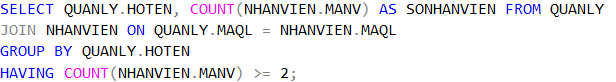 SELECT QUANLY.HOTEN, COUNT(NHANVIEN.MANV) AS SONHANVIEN FROM QUANLY
JOIN NHANVIEN ON QUANLY.MAQL = NHANVIEN.MAQL
GROUP BY QUANLY.HOTEN
HAVING COUNT(NHANVIEN.MANV) >= 2;